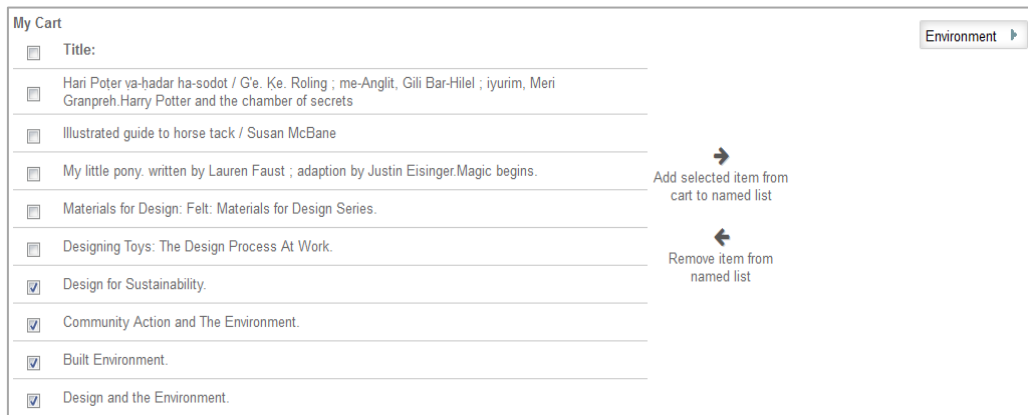 My Cart
Environment
Title:
Hari Poṭer ṿa-ḥadar ha-sodot / G'e. Ḳe. Roling ; me-Anglit, Gili Bar-Hilel ; iyurim, Meri
Granpreh.Harry Potter and the chamber of secrets
Illustrated guide to horse tack / Susan McBane
My little pony. written by Lauren Faust ; adaption by Justin Eisinger.Magic begins.
Materials for Design: Felt: Materials for Design Series.
Designing Toys: The Design Process At Work.
Design for Sustainability.
Community Action and The Environment.
Built Environment.
Design and the Environment.
Add selected item from
cart to named list
Remove item from
named list